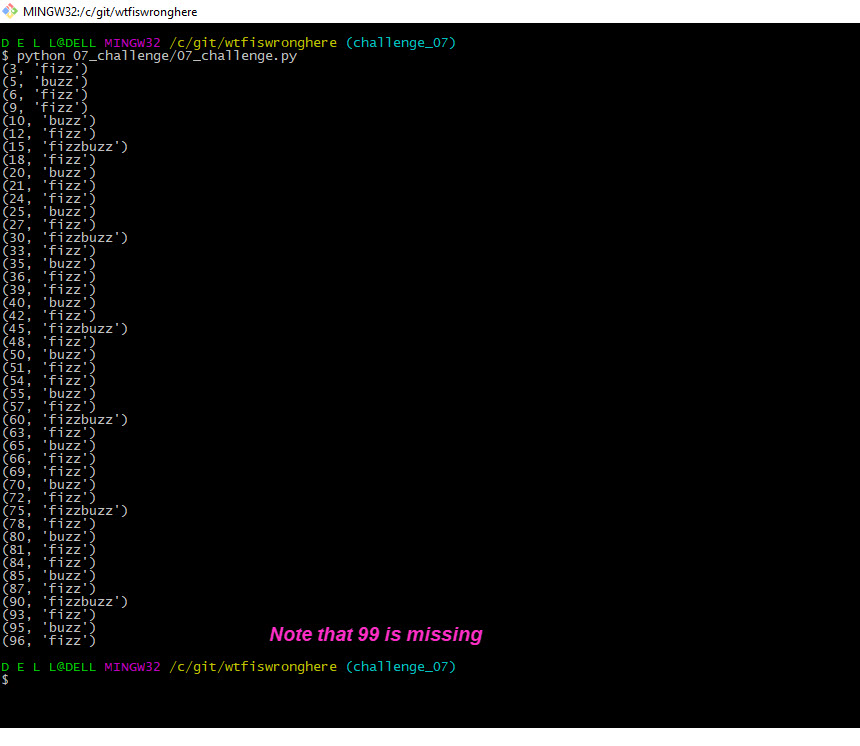 MINGW32:/c/git/wtfiswronghere
D E L L@DELL MINGW32 /c/git/wtfiswronghere (challenge_07)
$ python 07_challenge/07_challenge.py
(3, 'fizz')
(5, 'buzz')
(6, 'fizz')
(9, 'fizz')
(10, 'buzz')
(12, 'fizz')
(15, 'fizzbuzz')
(18, 'fizz')
(20, 'buzz')
(21, 'fizz')
(24, 'fizz')
(25, 'buzz')
(27, 'fizz')
(30, 'fizzbuzz')
(33, 'fizz')
(35, 'buzz')
(36, 'fizz')
(39, 'fizz')
(40, 'buzz')
(42, 'fizz')
(45, 'fizzbuzz')
(48, 'fizz')
(50, 'buzz')
(51, 'fizz')
(54, 'fizz')
(55, 'buzz')
(57, 'fizz')
(60, 'fizzbuzz')
(63, 'fizz')
(65, 'buzz')
(66, 'fizz')
(69, 'fizz')
(70, 'buzz')
(72, 'fizz')
(75, 'fizzbuzz')
(78, 'fizz')
(80, 'buzz')
(81, 'fizz')
(84, 'fizz')
(85, 'buzz')
(87, 'fizz')
(90, 'fizzbuzz')
(93, 'fizz')
(95, 'buzz')
Note that 99 is missing
(96, 'fizz')
D E L L@DELL MINGW32 /c/git/wtfiswronghere (challenge_07)
$